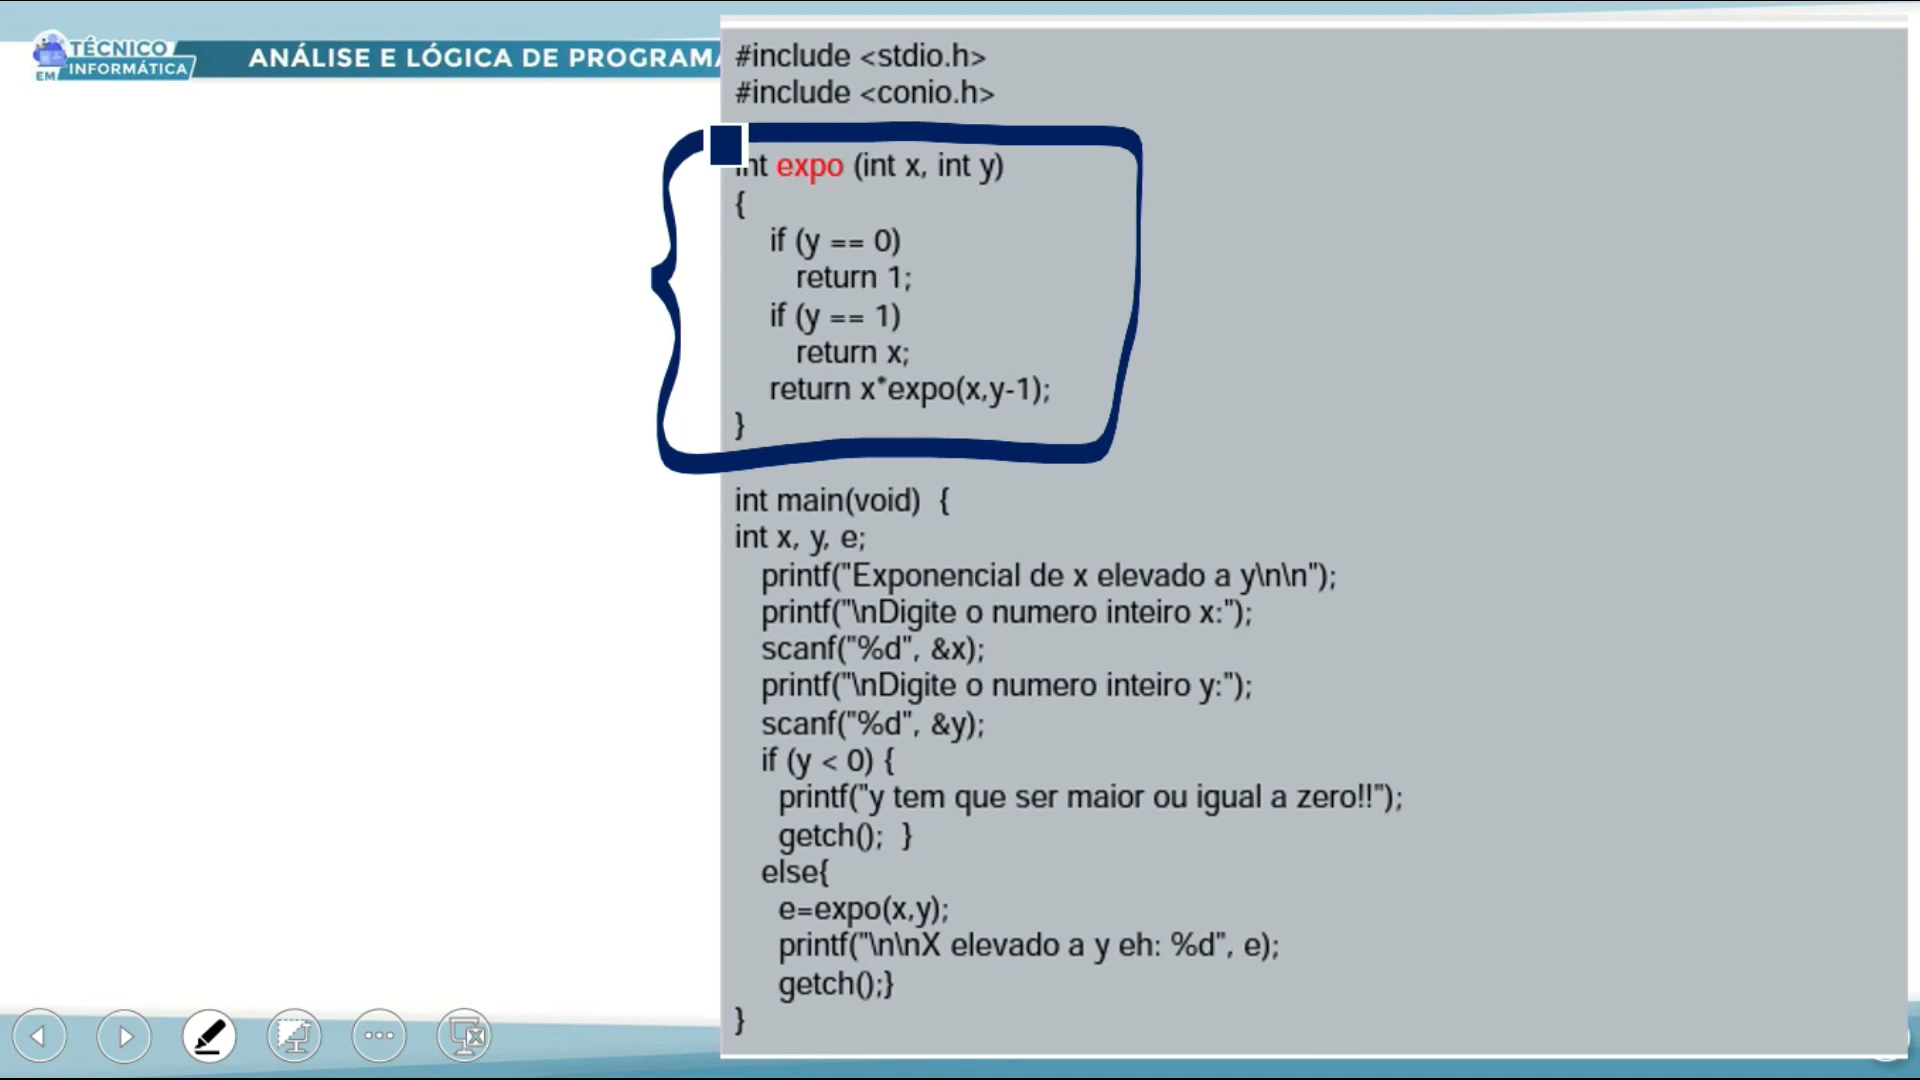 TÉCNICO
EM INFORMÁTICA
ANÁLISE E LÓGICA DE PROGRAMA
#include <stdio.h>
#include <conio.h>
int expo (int x, int y)
{
if (y == 0)
return 1;
if (y == 1)
return x;
return x*expo(x,y-1);
}
int main(void) {
int x, y, e;
printf("Exponencial de x elevado a y\n\n");
printf("\nDigite o numero inteiro x:");
scanf("%d", &x);
printf("\nDigite o numero inteiro y:");
scanf("%d", &y);
if (y < 0) {
printf("y tem que ser maior ou igual a zero!!");
getch(); }
else{
e=expo(x,y);
printf("\n\nX elevado a y eh: %d", e);
getch();}
}